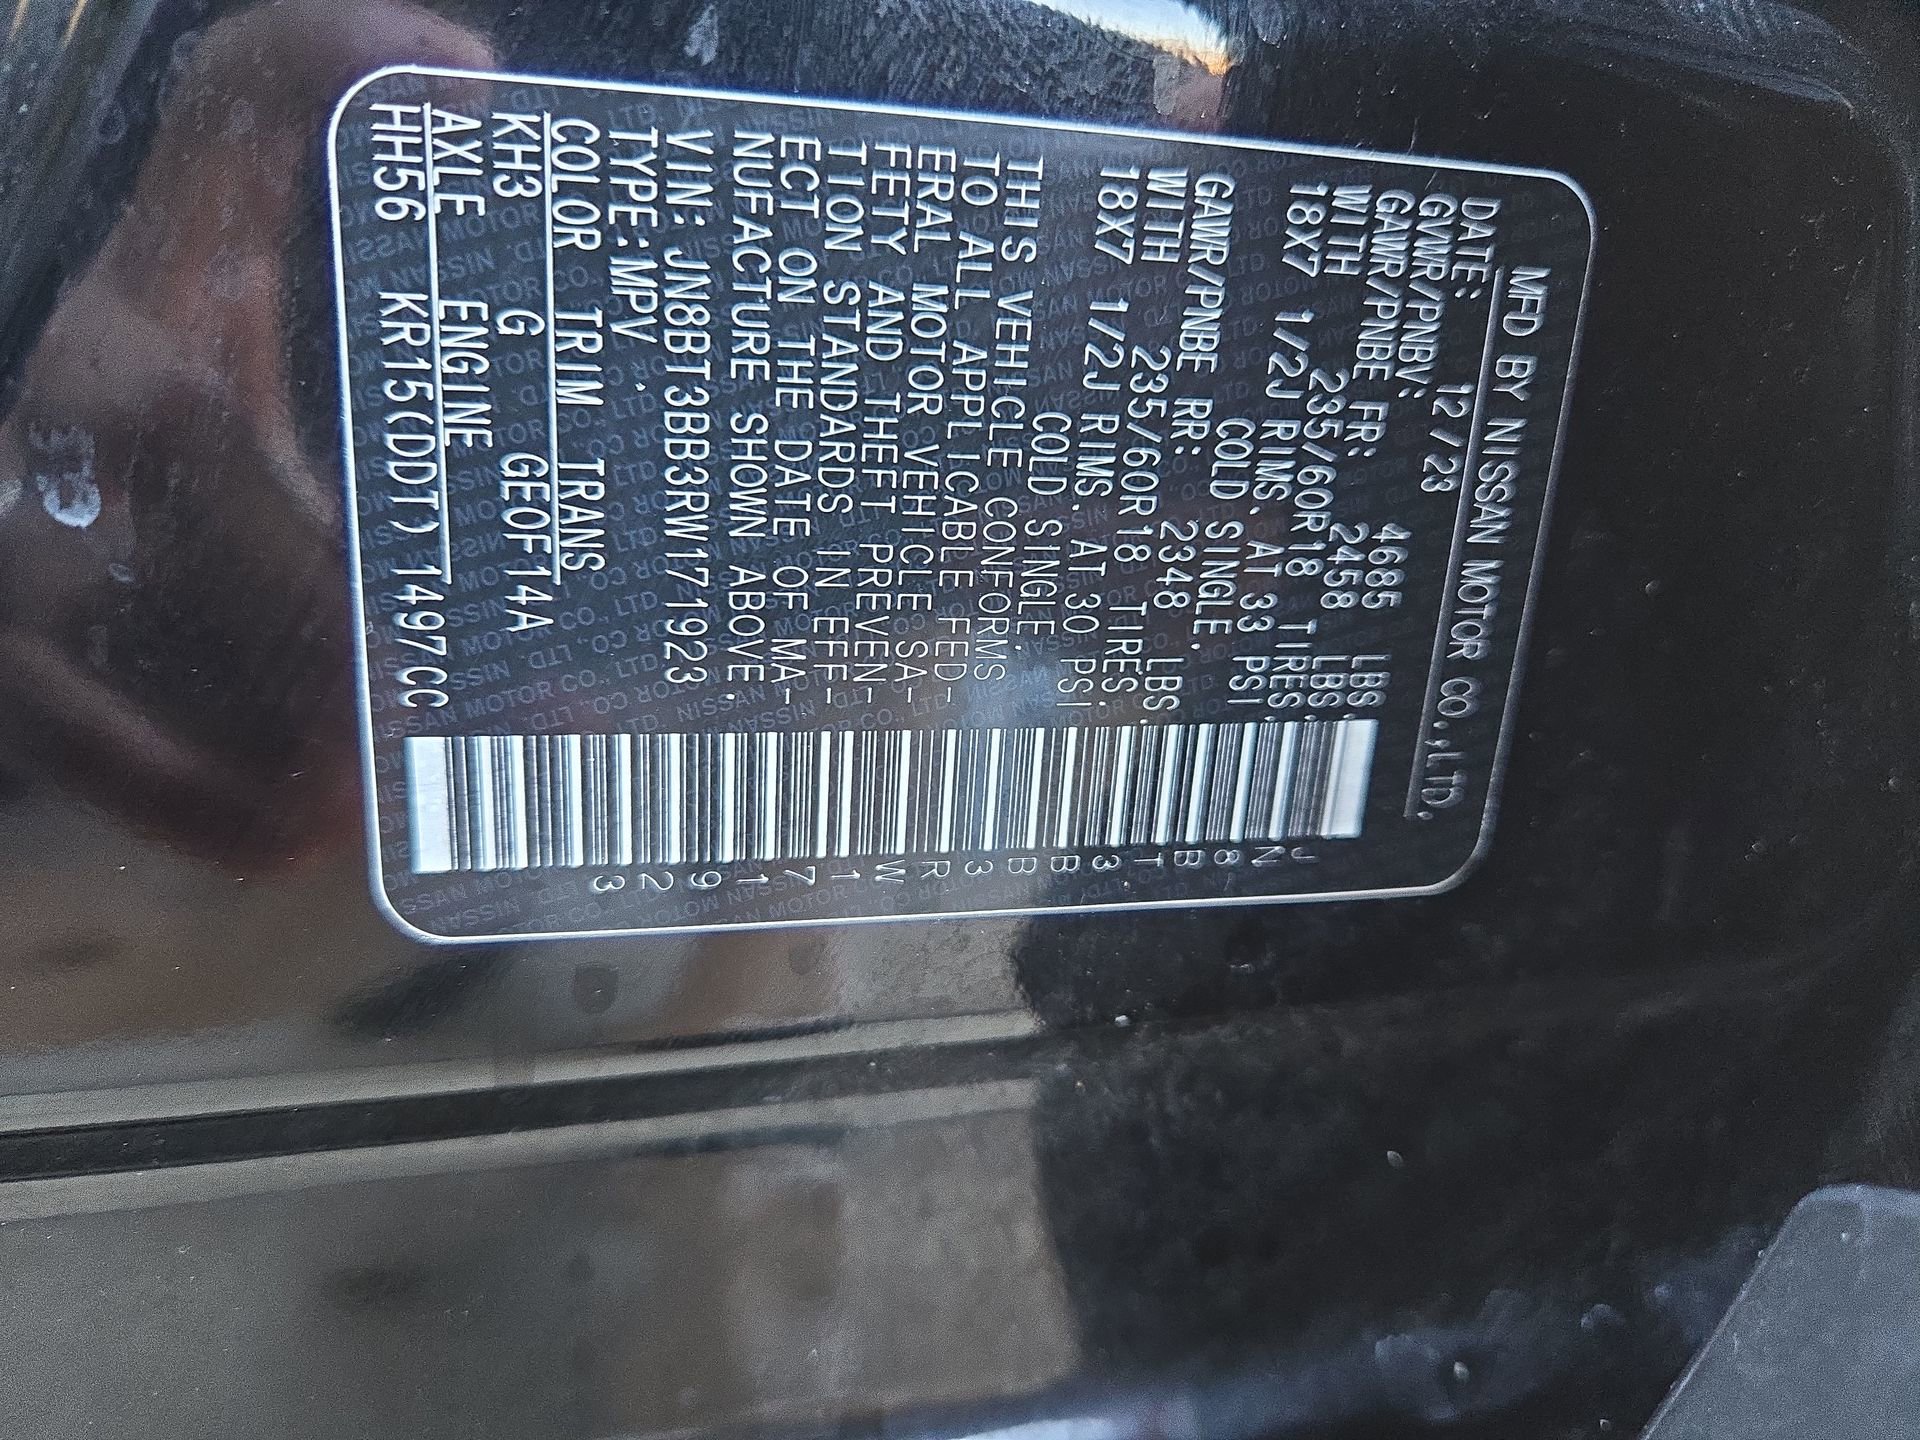 MFD BY NISSAN MOTOR CO.,LTD.
DATE: 12/23
GVWR/PNBV: 4685 LBS.
GAWR/PNBE FR: 2458 LBS.
WITH 235/60R18 TIRES.
18X7 1/2J RIMS. AT 33 PSI
COLD SINGLE.
GAWR/PNBE RR: 2348 LBS.
WITH 235/60R18 TIRES.
18X7 1/2J RIMS. AT 30 PSI
COLD SINGLE.
THIS VEHICLE CONFORMS
TO ALL APPLICABLE FED-
ERAL MOTOR VEHICLE SA-
FETY AND THEFT PREVEN-
TION STANDARDS IN EFF-
ECT ON THE DATE OF MA-
NUFACTURE SHOWN ABOVE.
VIN: JN8BT3BB3RW171923
TYPE:MPV
COLOR TRIM TRANS
KH3 G GE0F14A
AXLE ENGINE
HH56 KR15(DDT) 1497CC
JN8BT3BB3RW171923